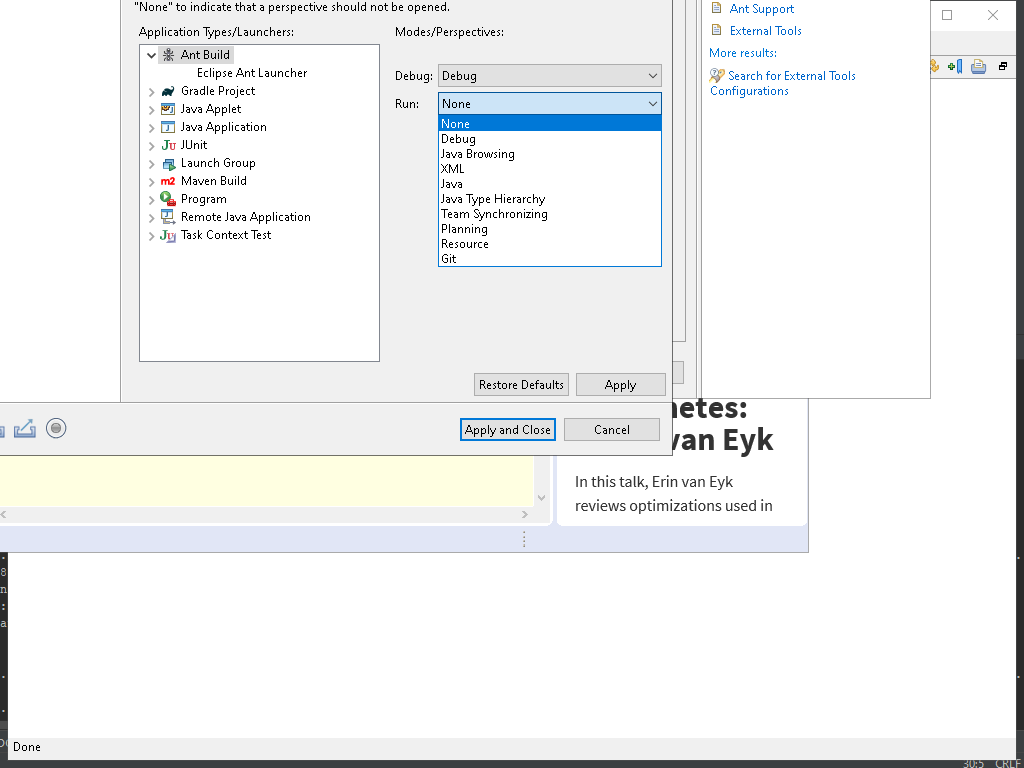 "None" to indicate that a perspective should not be opened.
Application Types/Launchers:
Modes/Perspectives:
Ant Build
Eclipse Ant Launcher
Gradle Project
Java Applet
Java Application
JUnit
Launch Group
Maven Build
Program
Remote Java Application
Task Context Test
Debug: Debug
Run: None
None
Debug
Java Browsing
XML
Java
Java Type Hierarchy
Team Synchronizing
Planning
Resource
Git
Restore Defaults
Apply
Apply and Close
Cancel
Ant Support
External Tools
More results:
Search for External Tools
Configurations
netes:
van Eyk
In this talk, Erin van Eyk
reviews optimizations used in
Done
30:5 CRLF